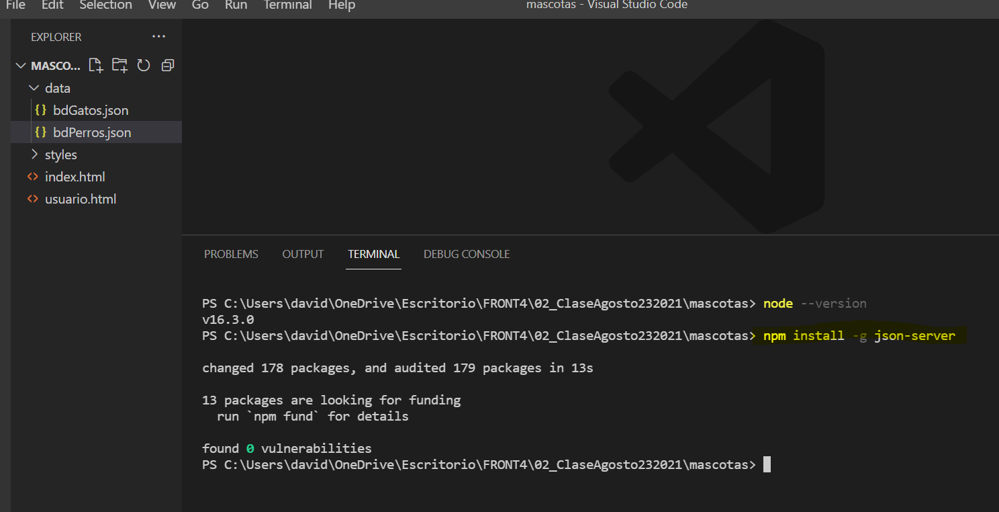 File Edit Selection View Go Run Terminal Help mascotas - Visual Studio Code
EXPLORER ...
MASCO...
data
{} bdGatos.json
{} bdPerros.json
styles
<> index.html
<> usuario.html
PROBLEMS OUTPUT TERMINAL DEBUG CONSOLE
PS C:\Users\david\OneDrive\Escritorio\FRONT4\02_ClaseAgosto232021\mascotas> node --version
v16.3.0
PS C:\Users\david\OneDrive\Escritorio\FRONT4\02_ClaseAgosto232021\mascotas> npm install -g json-server
changed 178 packages, and audited 179 packages in 13s
13 packages are looking for funding
run `npm fund` for details
found 0 vulnerabilities
PS C:\Users\david\OneDrive\Escritorio\FRONT4\02_ClaseAgosto232021\mascotas>